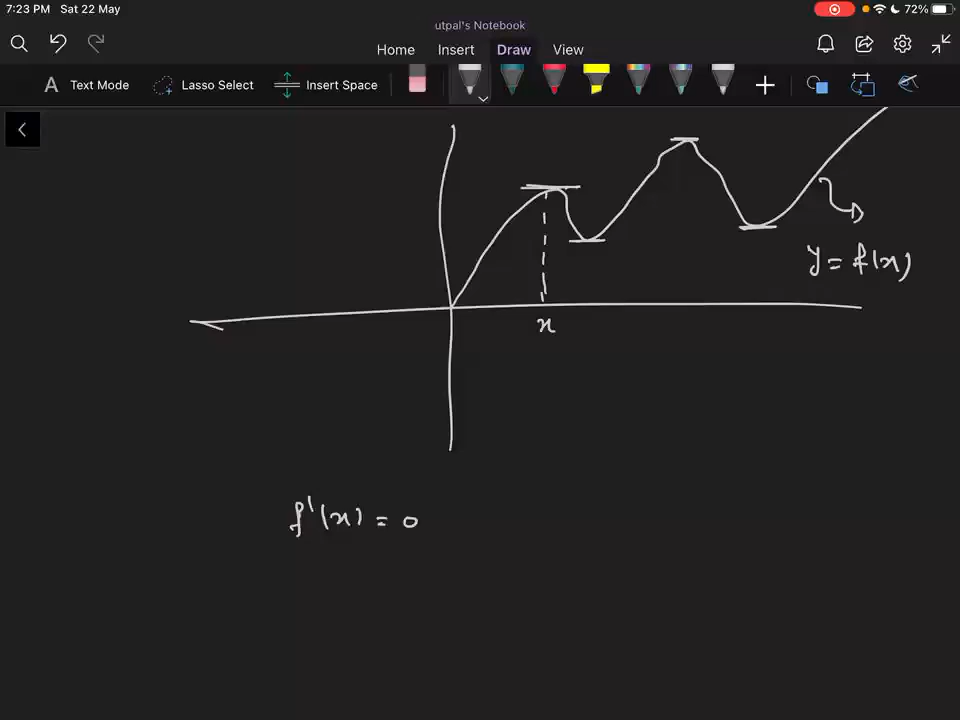 7:23 PM Sat 22 May
72%
utpal's Notebook
Home Insert Draw View
A Text Mode Lasso Select Insert Space
y = f(x)
x
f'(x) = 0